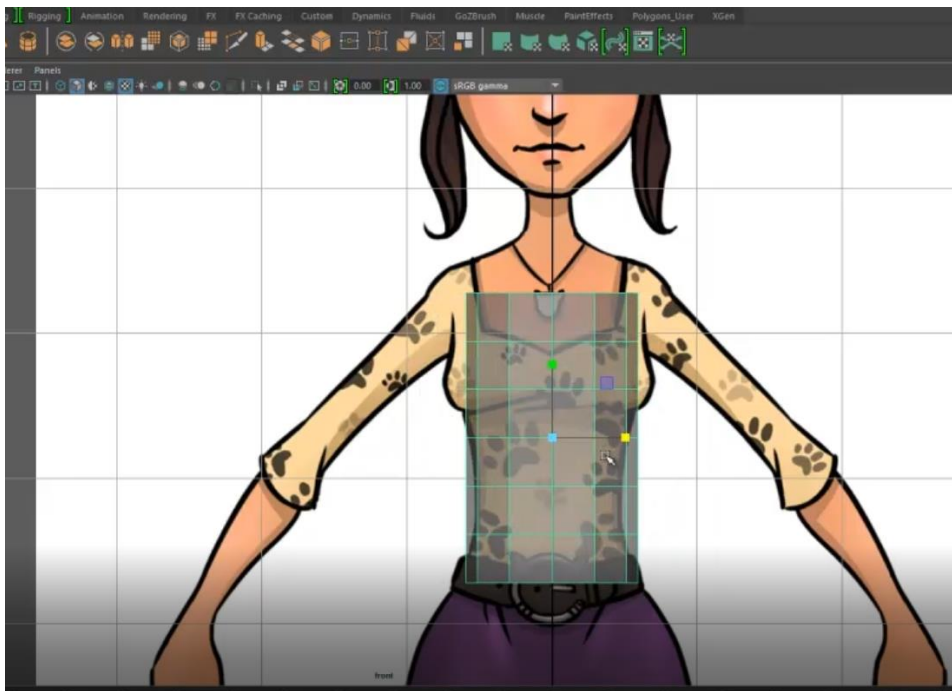 Rigging Animation Rendering FX FX Caching Custom Dynamics Fluids GoZBrush Muscle PaintEffects Polygons_User XGen
Panels
0.00 1.00 sRGB gamma
front